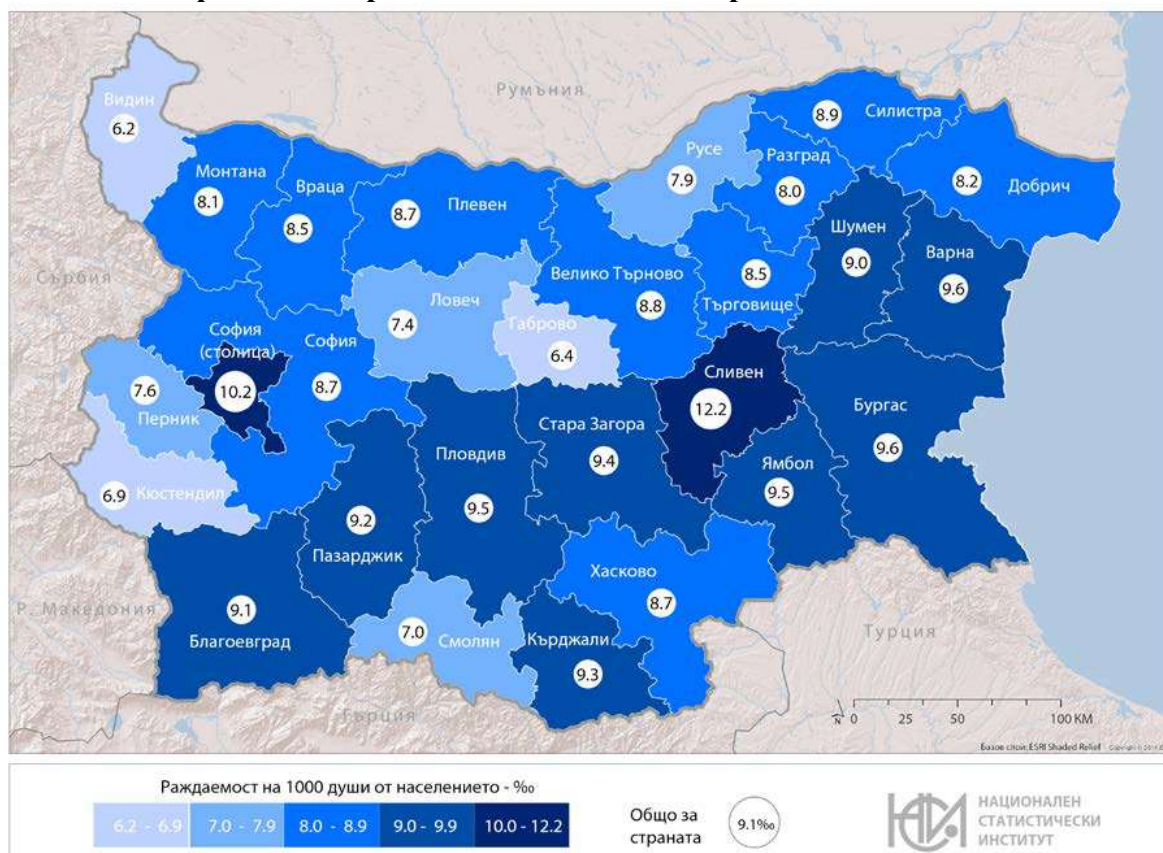 Румъния
Видин
6.2
Монтана
8.1
Враца
8.5
Плевен
8.7
Русе
7.9
Разград
8.0
Силистра
8.9
Добрич
8.2
Шумен
9.0
Варна
9.6
Сърбия
Ловеч
7.4
Габрово
6.4
Велико Търново
8.8
Търговище
8.5
София
(столица)
10.2
София
8.7
Перник
7.6
Кюстендил
6.9
Сливен
12.2
Бургас
9.6
Стара Загора
9.4
Ямбол
9.5
Пловдив
9.5
Пазарджик
9.2
Хасково
8.7
Р. Македония
Благоевград
9.1
Смолян
7.0
Кърджали
9.3
Турция
Гърция
N 0 25 50 100 KM
Базов слой: ESRI Shaded Relief
Раждаемост на 1000 души от населението - ‰
6.2 - 6.9 7.0 - 7.9 8.0 - 8.9 9.0 - 9.9 10.0 - 12.2
Общо за
страната
9.1‰
НСИ
НАЦИОНАЛЕН
СТАТИСТИЧЕСКИ
ИНСТИТУТ